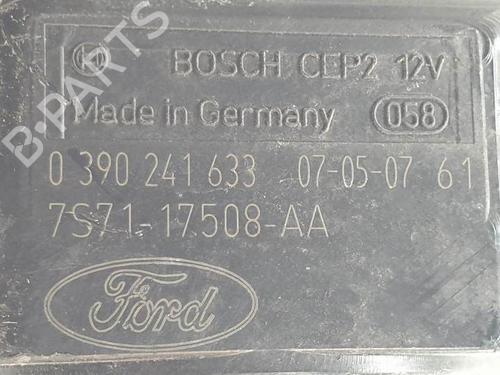 BOSCH CEP2 12V
Made in Germany 058
0 390 241 633 07-05-07 61
7S71-17508-AA
Ford
B-PARTS